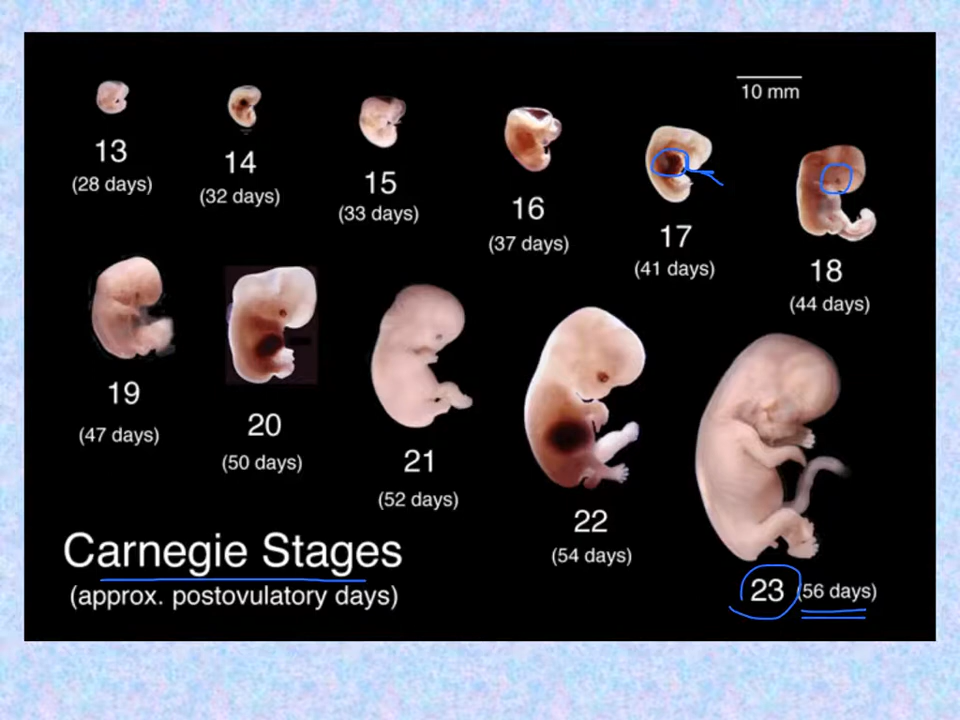 10 mm
13
(28 days)
14
(32 days)
15
(33 days)
16
(37 days)
17
(41 days)
18
(44 days)
19
(47 days)
20
(50 days)
21
(52 days)
22
(54 days)
23 (56 days)
Carnegie Stages
(approx. postovulatory days)